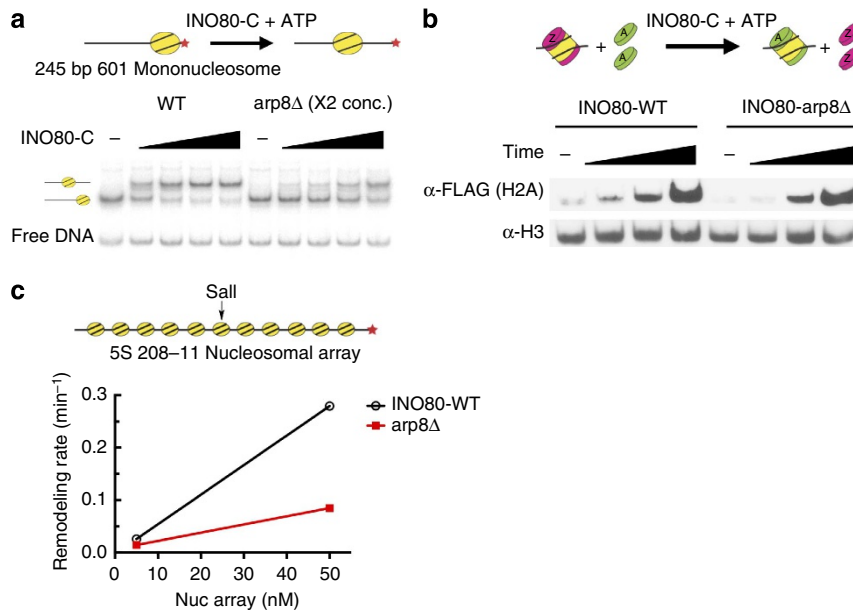 a
INO80-C + ATP
245 bp 601 Mononucleosome
WT arp8Δ (X2 conc.)
INO80-C – –
Free DNA
b
INO80-C + ATP
Z A + A A + Z Z
INO80-WT INO80-arp8Δ
Time – –
α-FLAG (H2A)
α-H3
c
SalI
5S 208–11 Nucleosomal array
Remodeling rate (min⁻¹)
0.3
0.2
0.1
0.0
0 10 20 30 40 50
Nuc array (nM)
INO80-WT
arp8Δ